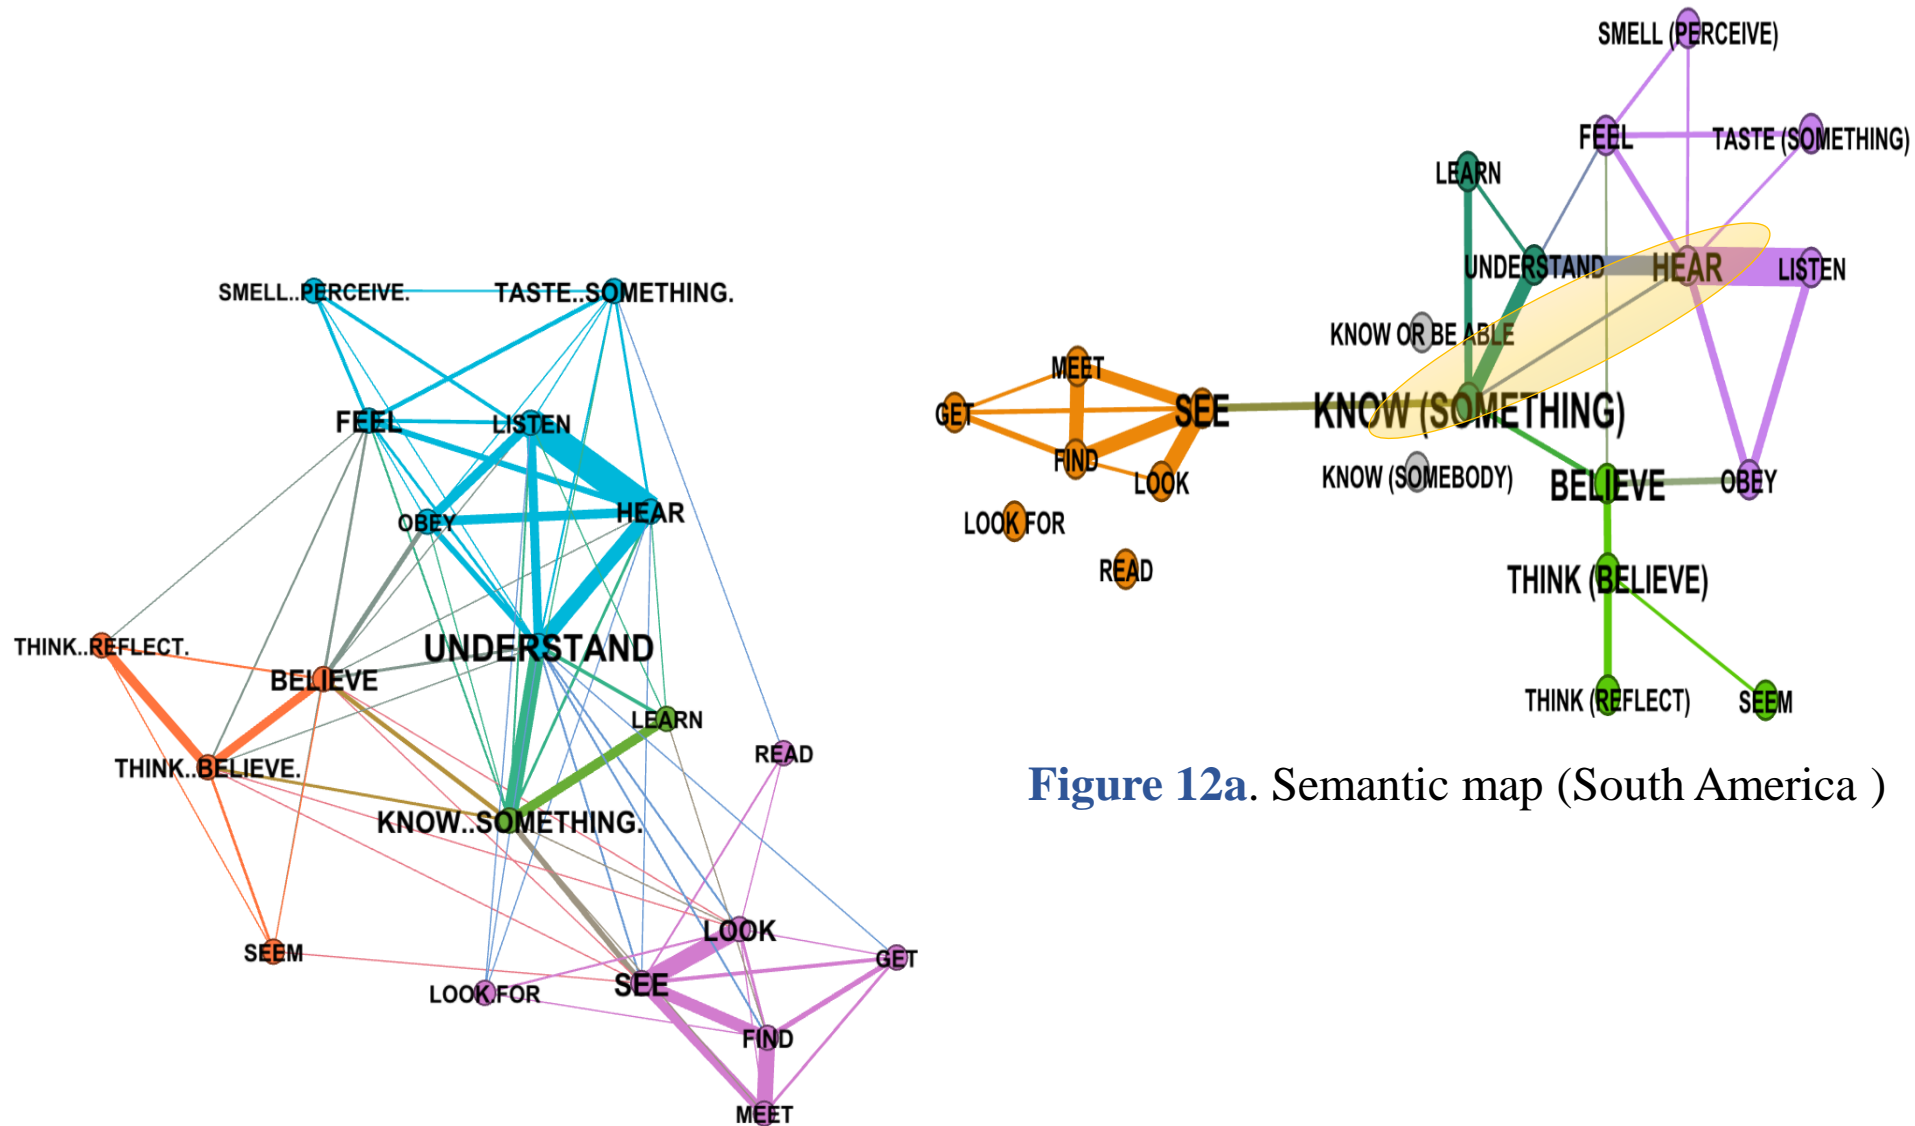 SMELL..PERCEIVE.
TASTE..SOMETHING.
FEEL
LISTEN
OBEY
HEAR
THINK..REFLECT.
UNDERSTAND
BELIEVE
LEARN
READ
THINK..BELIEVE.
KNOW..SOMETHING.
LOOK
SEEM
GET
SEE
LOOK.FOR
FIND
MEET
SMELL (PERCEIVE)
FEEL
TASTE (SOMETHING)
LEARN
UNDERSTAND
HEAR
LISTEN
KNOW OR BE ABLE
MEET
GET
SEE
KNOW (SOMETHING)
FIND
LOOK
KNOW (SOMEBODY)
BELIEVE
OBEY
LOOK FOR
READ
THINK (BELIEVE)
THINK (REFLECT)
SEEM
Figure 12a. Semantic map (South America )